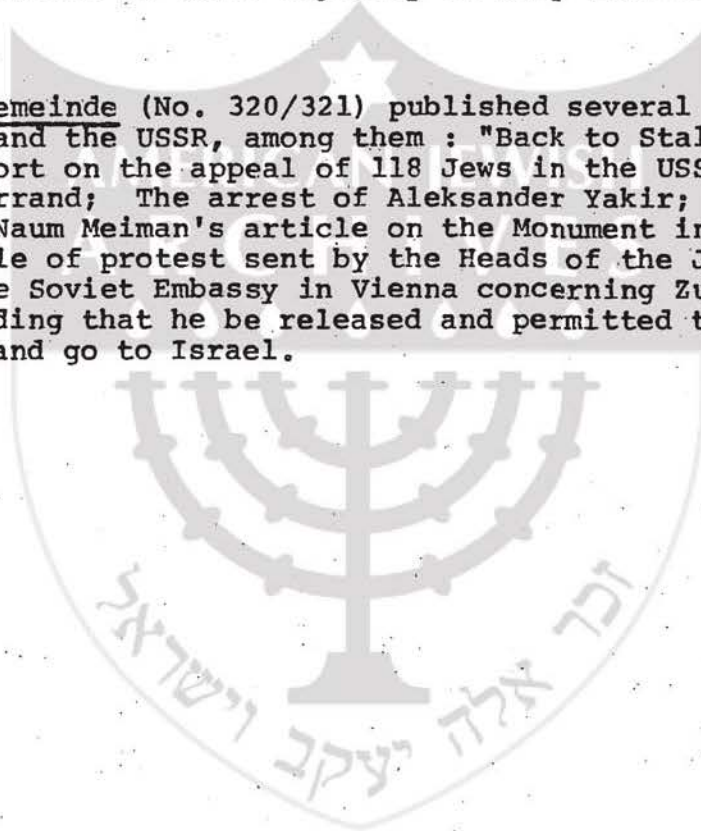 emeinde (No. 320/321) published several
and the USSR, among them : "Back to Stal
ort on the appeal of 118 Jews in the USS
rrand; The arrest of Aleksander Yakir;
Naum Meiman's article on the Monument in
le of protest sent by the Heads of the J
e Soviet Embassy in Vienna concerning Zu
ding that he be released and permitted t
and go to Israel.
AMERICAN JEWISH
ARCHIVES
זכר אלה יעקב וישראל